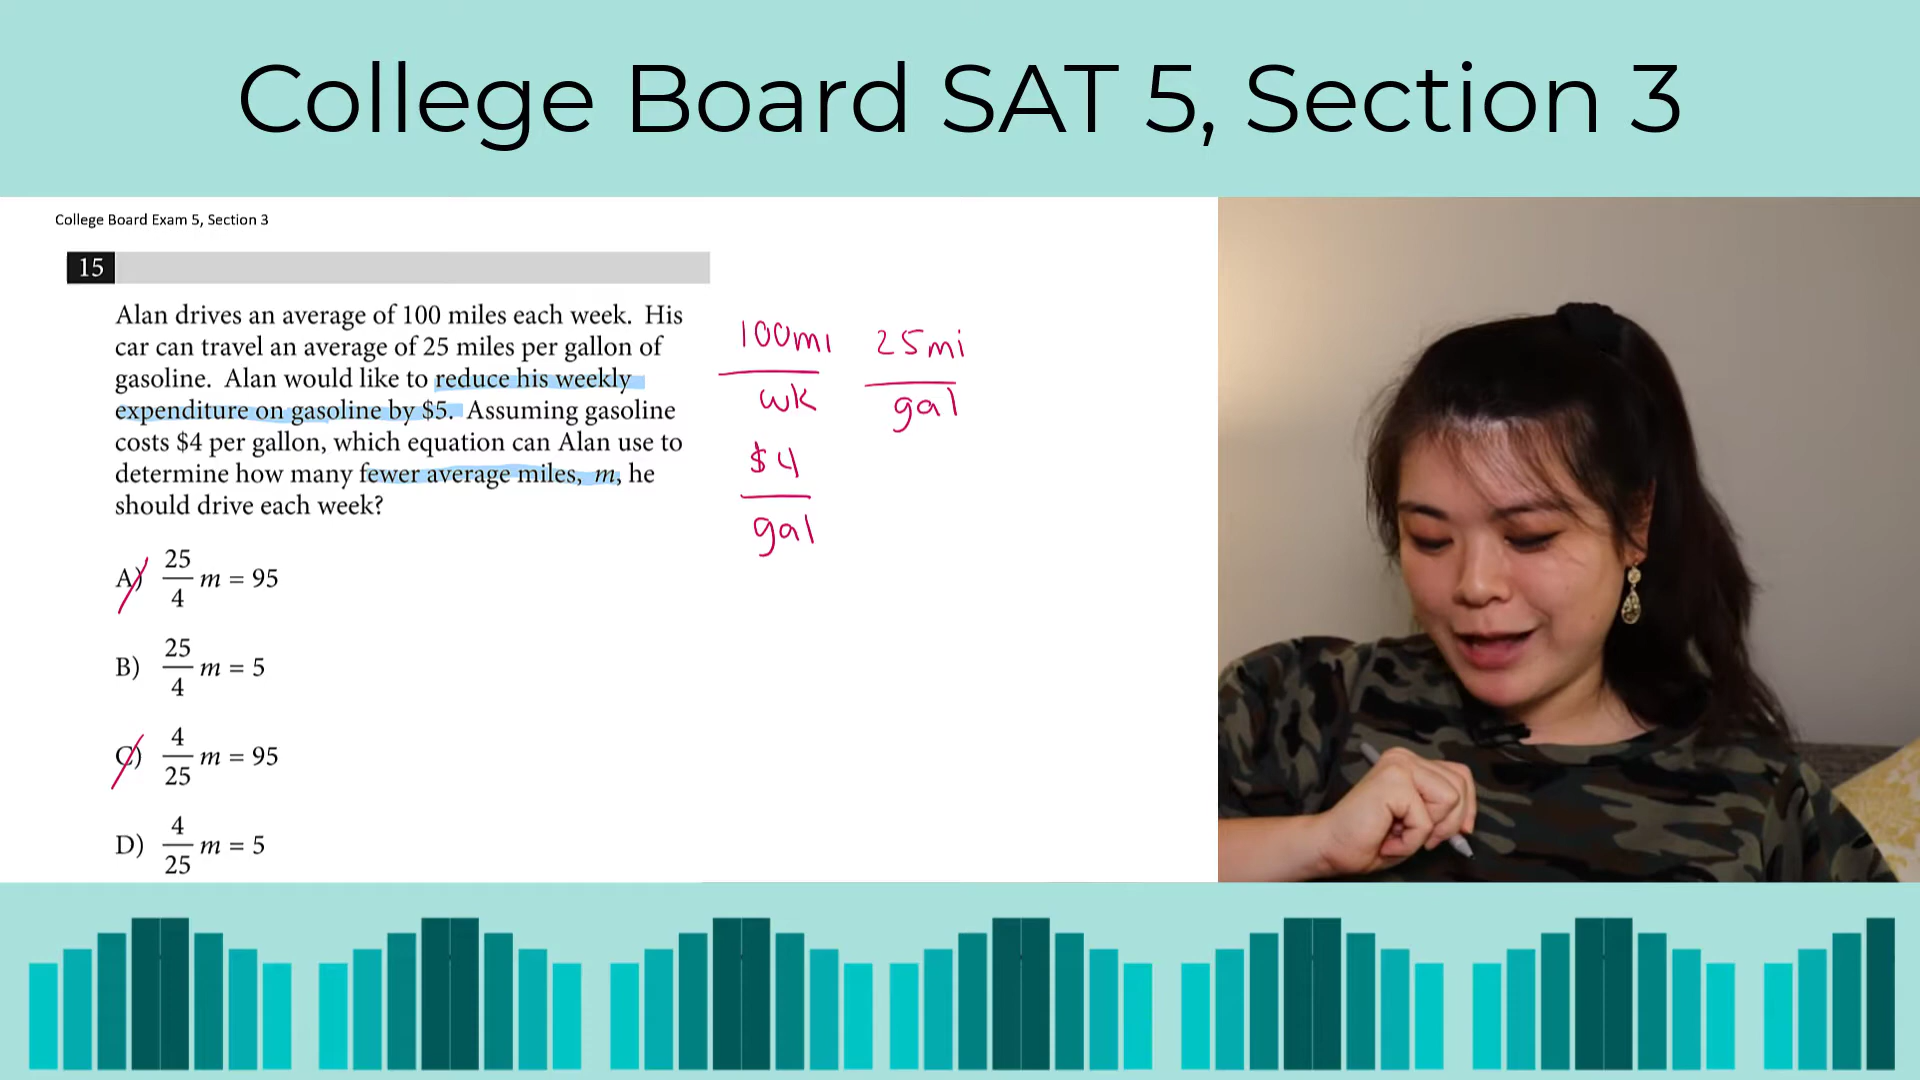 College Board SAT 5, Section 3
College Board Exam 5, Section 3
15
Alan drives an average of 100 miles each week. His
car can travel an average of 25 miles per gallon of
gasoline. Alan would like to reduce his weekly
expenditure on gasoline by $5. Assuming gasoline
costs $4 per gallon, which equation can Alan use to
determine how many fewer average miles, m, he
should drive each week?
A) 25/4 m = 95
B) 25/4 m = 5
C) 4/25 m = 95
D) 4/25 m = 5
100mi
wk
25mi
gal
$4
gal